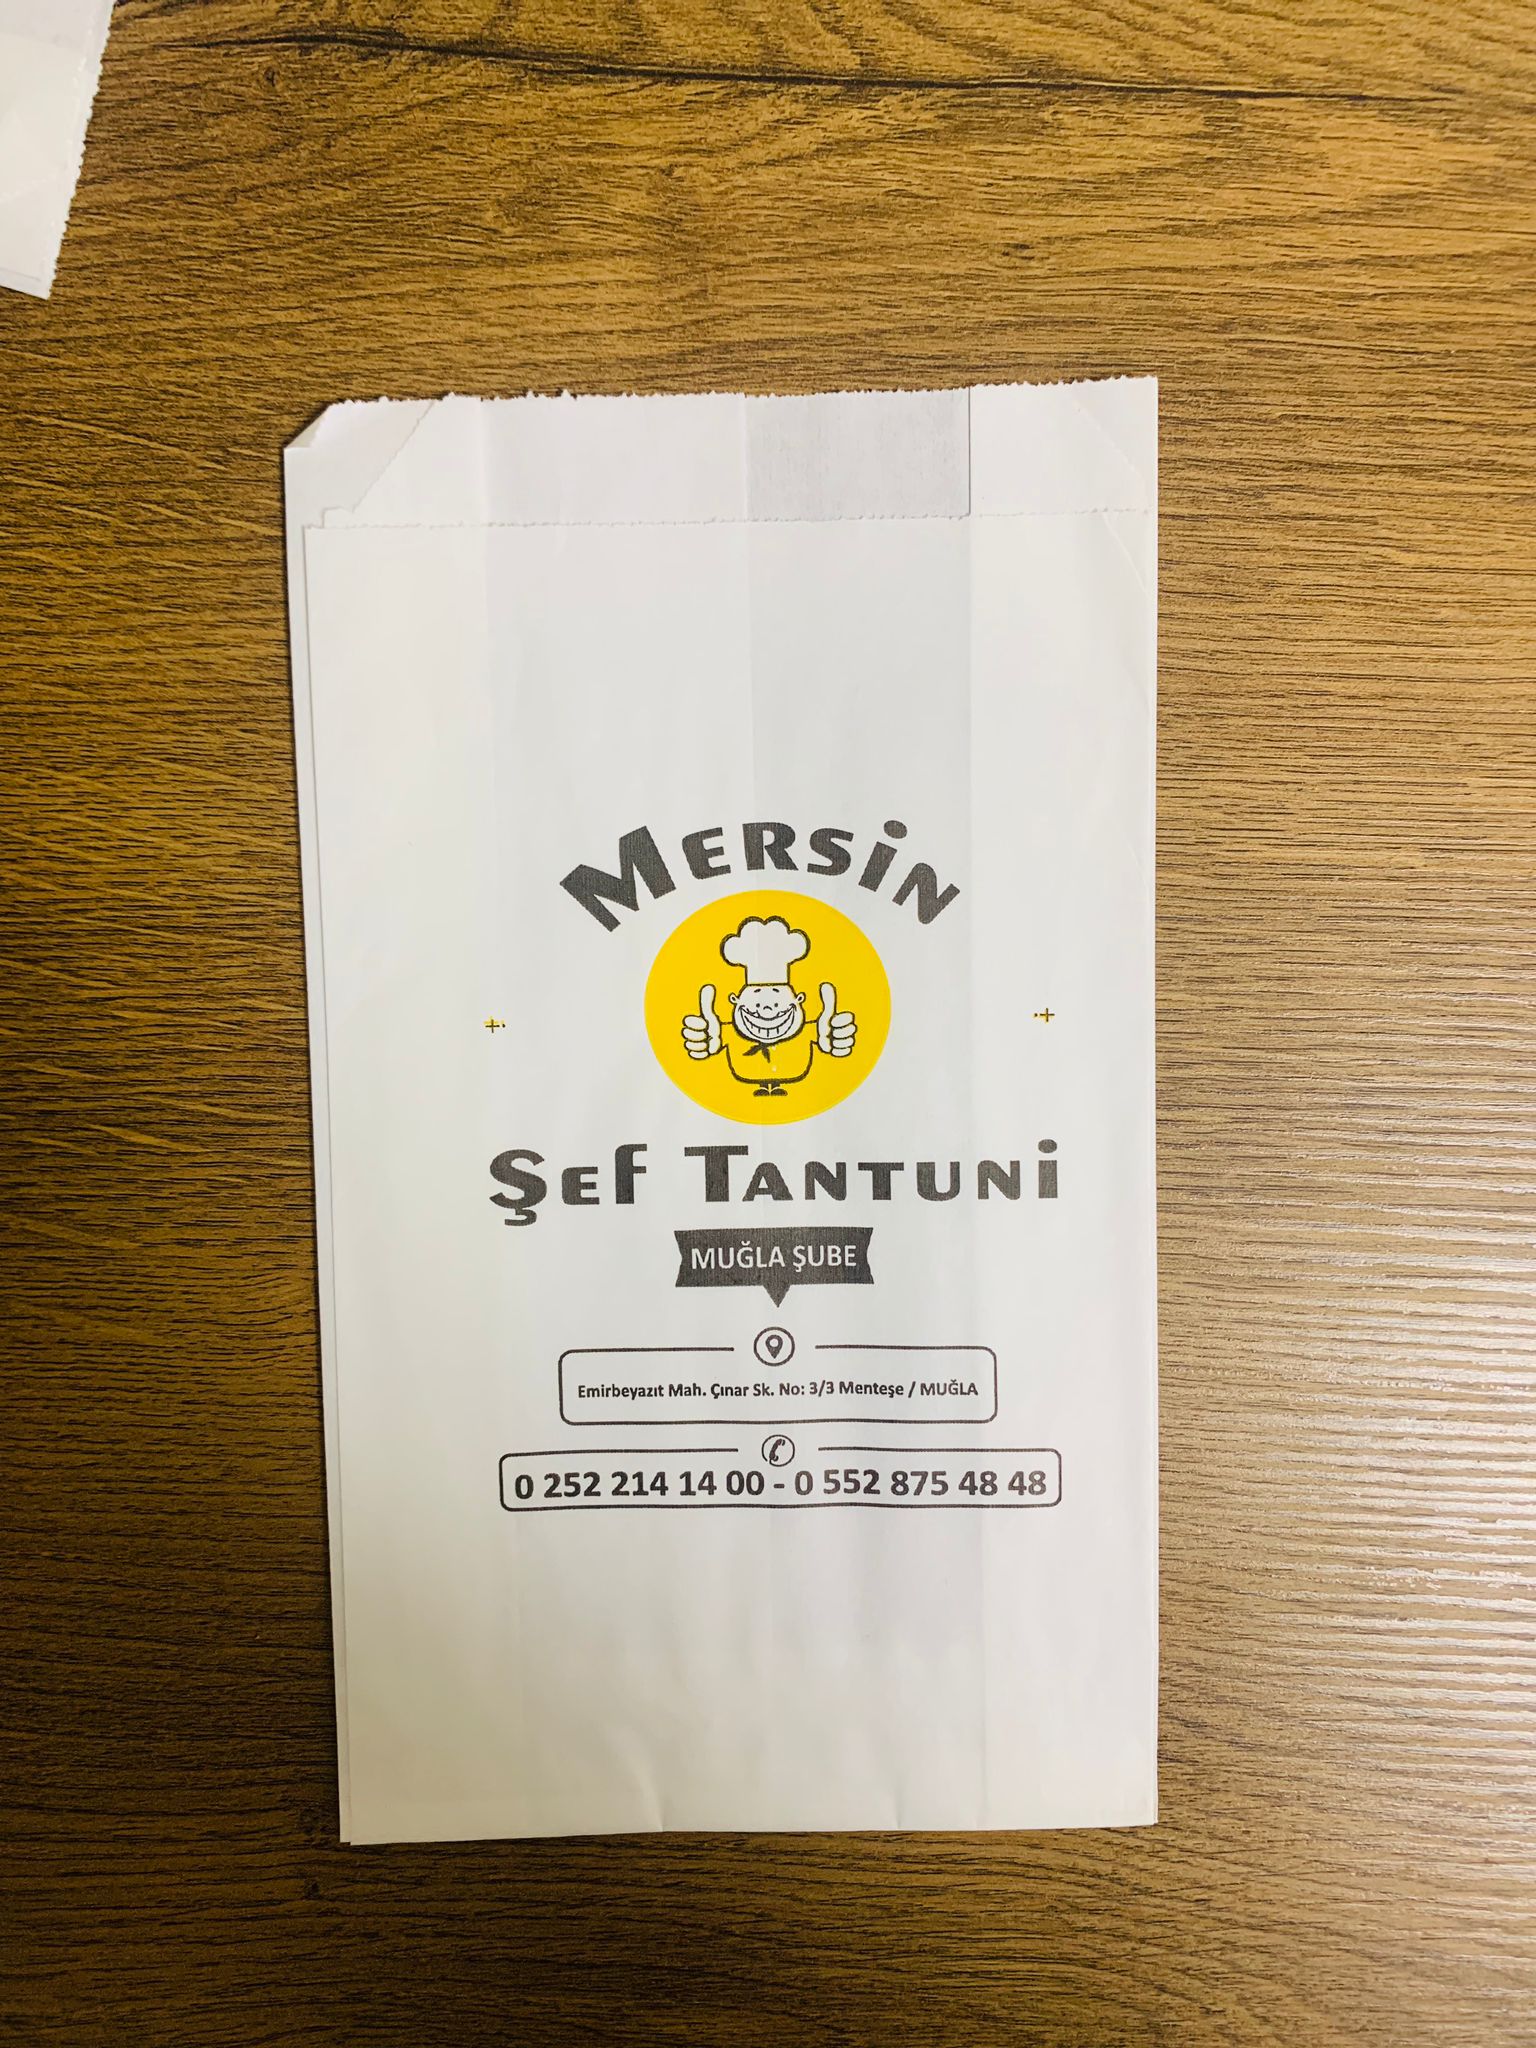 MERSİN
ŞEF TANTUNİ
MUĞLA ŞUBE
Emirbeyazıt Mah. Çınar Sk. No: 3/3 Menteşe / MUĞLA
0 252 214 14 00 - 0 552 875 48 48